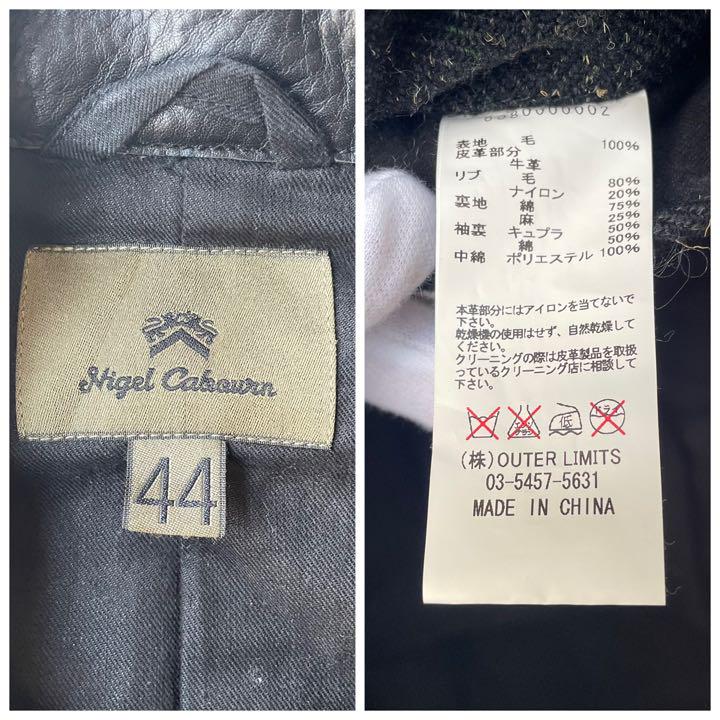 Nigel Cabourn
44
表地 毛 100%
皮革部分
牛革
リブ 毛 80%
ナイロン 20%
裏地 綿 75%
麻 25%
袖裏 キュプラ 50%
綿 50%
中綿 ポリエステル 100%
本革部分にはアイロンを当てないで
下さい。
乾燥機の使用はせず、自然乾燥して
ください。
クリーニングの際は皮革製品を取扱
っているクリーニング店に相談して
下さい。
低
(株)OUTER LIMITS
03-5457-5631
MADE IN CHINA